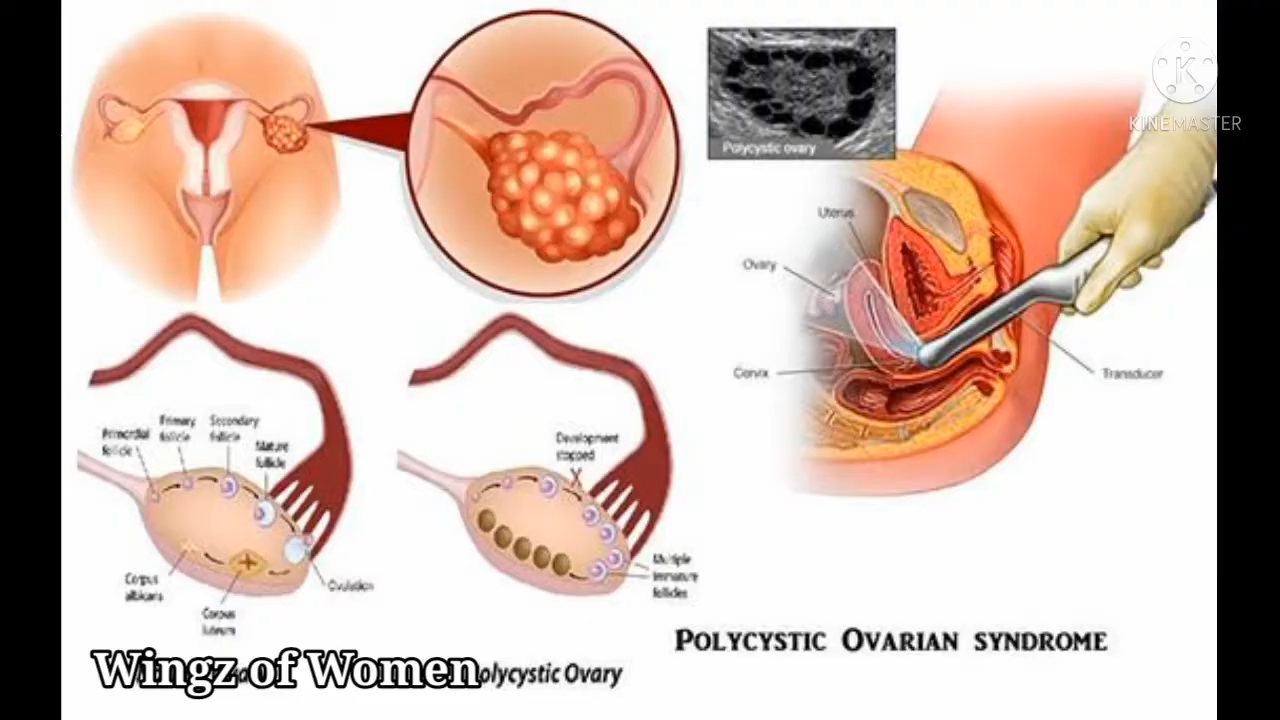 KINEMASTER
Polycystic ovary
Uterus
Ovary
Cervix
Transducer
Primordial
follicle
Primary
follicle
Secondary
follicle
Mature
follicle
Corpus
albicans
Corpus
luteum
Ovulation
Development
stopped
Multiple
immature
follicles
POLYCYSTIC OVARIAN SYNDROME
Wingz of Women
olycystic Ovary